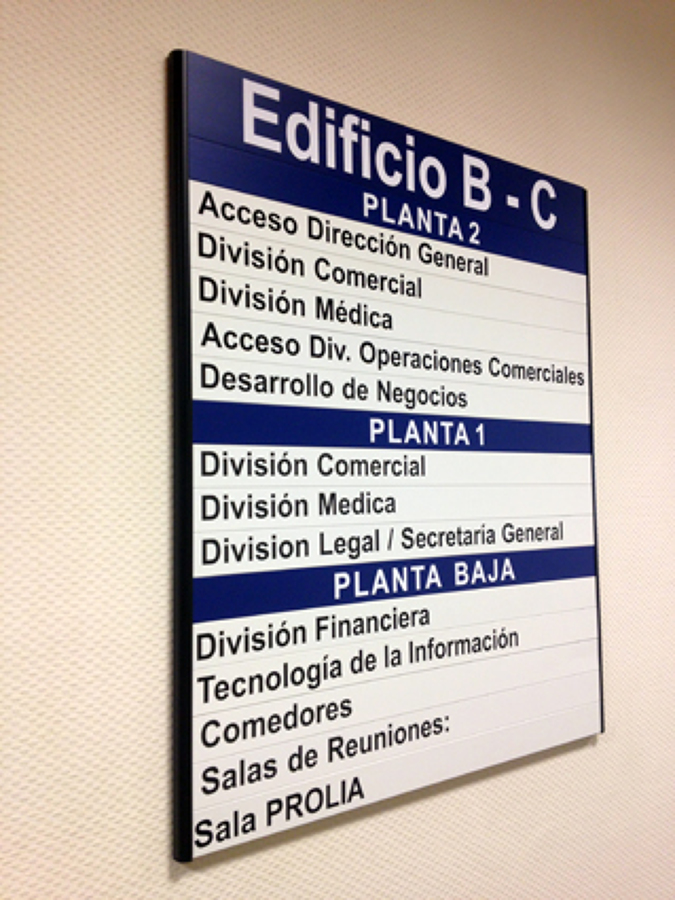 Edificio B - C
PLANTA 2
Acceso Dirección General
División Comercial
División Médica
Acceso Div. Operaciones Comerciales
Desarrollo de Negocios
PLANTA 1
División Comercial
División Medica
Division Legal / Secretaría General
PLANTA BAJA
División Financiera
Tecnología de la Información
Comedores
Salas de Reuniones:
Sala PROLIA